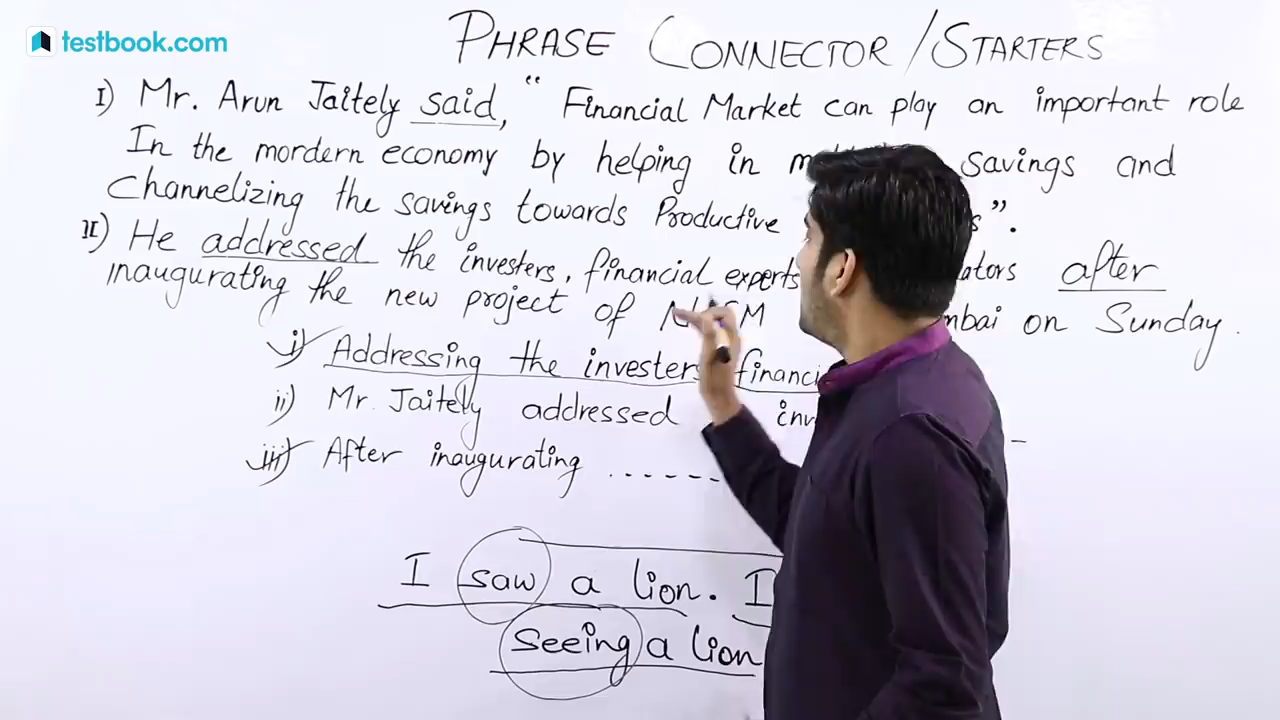 testbook.com
PHRASE CONNECTOR/STARTERS
I) Mr. Arun Jaitely said, “ Financial Market can play an important role
In the mordern economy by helping in savings and
Channelizing the savings towards Productive ”.
II) He addressed the investers, financial experts after
inaugurating the new project of on Sunday.
i) Addressing the investers
ii) Mr. Jaitely addressed
iii) After inaugurating ......
I saw a lion. I
seeing a lion